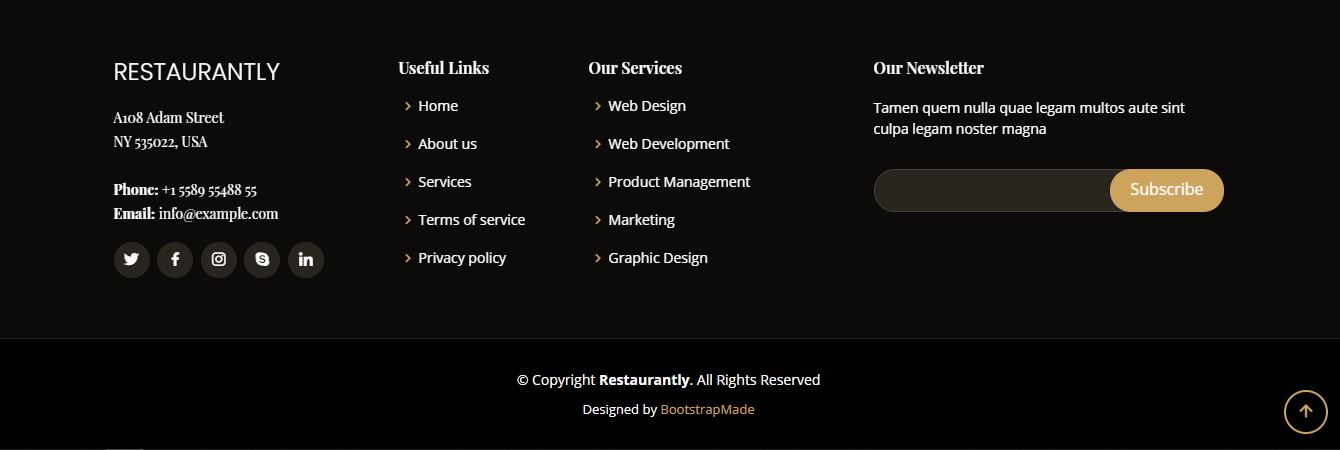 RESTAURANTLY
A108 Adam Street
NY 535022, USA
Phone: +1 5589 55488 55
Email: info@example.com
Useful Links
Home
About us
Services
Terms of service
Privacy policy
Our Services
Web Design
Web Development
Product Management
Marketing
Graphic Design
Our Newsletter
Tamen quem nulla quae legam multos aute sint
culpa legam noster magna
Subscribe
© Copyright Restaurantly. All Rights Reserved
Designed by BootstrapMade